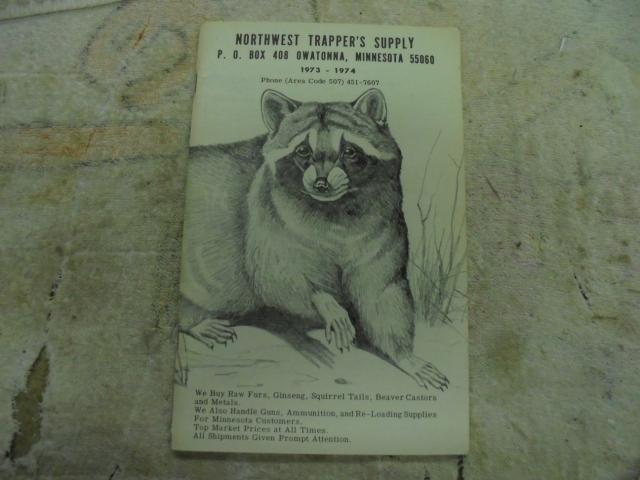 NORTHWEST TRAPPER'S SUPPLY
P. O. BOX 408 OWATONNA, MINNESOTA 55060
1973 - 1974
Phone (Area Code 507) 451-7607
We Buy Raw Furs, Ginseng, Squirrel Tails, Beaver Castors
and Metals.
We Also Handle Guns, Ammunition, and Re-Loading Supplies
For Minnesota Customers.
Top Market Prices at All Times.
All Shipments Given Prompt Attention.